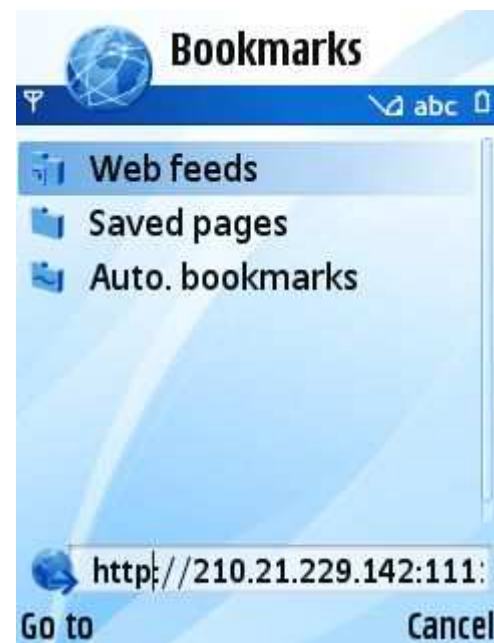 Bookmarks
abc
Web feeds
Saved pages
Auto. bookmarks
http://210.21.229.142:111
Go to
Cancel